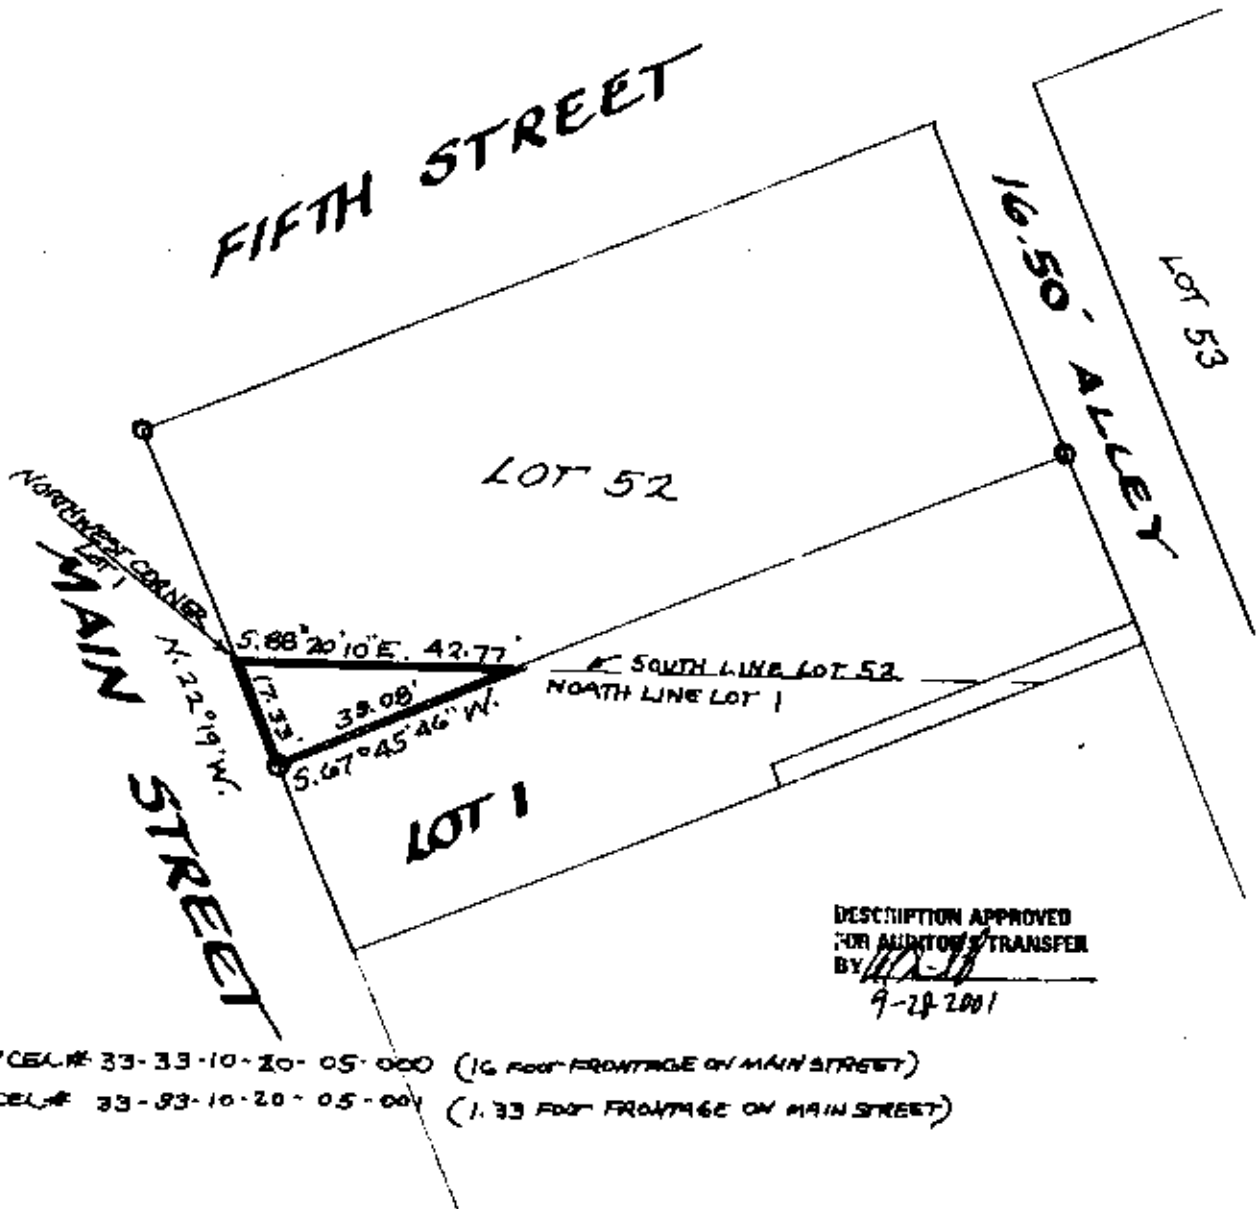 FIFTH STREET
16.50' ALLEY
LOT 53
LOT 52
NORTHWEST CORNER
LOT 1
MAIN STREET
N. 22°19'W.
S.88°20'10"E. 42.77'
17.33'
39.08'
S.67°45'46"W.
SOUTH LINE LOT 52
NORTH LINE LOT 1
LOT 1
DESCRIPTION APPROVED
FOR AUDITOR'S TRANSFER
BY
2001
CEL# 33-33-10-20-05-000 (16 FOOT FRONTAGE ON MAIN STREET)
CEL# 33-33-10-20-05-001 (1.33 FOOT FRONTAGE ON MAIN STREET)